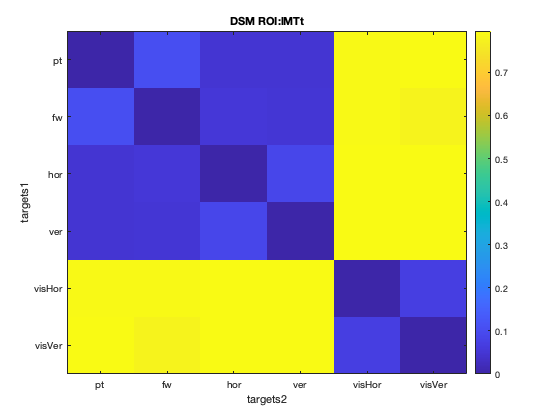 DSM ROI:lMTt
pt
fw
hor
ver
visHor
visVer
targets1
pt fw hor ver visHor visVer
targets2
0.7
0.6
0.5
0.4
0.3
0.2
0.1
0